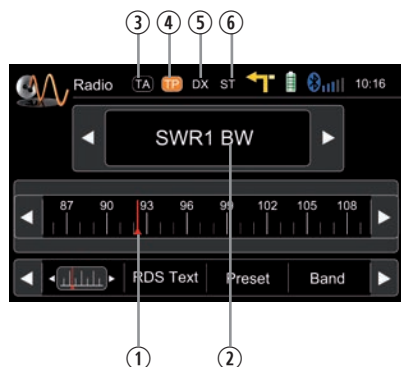 ③ ④ ⑤ ⑥
Radio TA TP DX ST 10:16
SWR1 BW
87 90 93 96 99 102 105 108
RDS Text Preset Band
① ②